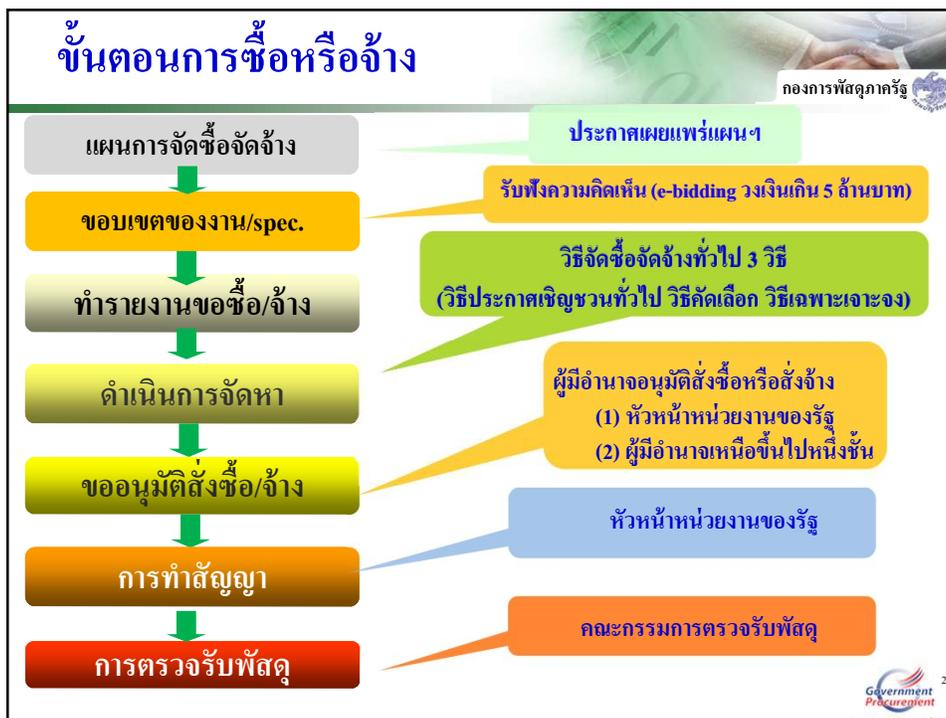 ขั้นตอนการซื้อหรือจ้าง
กองการพัสดุภาครัฐ
แผนการจัดซื้อจัดจ้าง
ประกาศเผยแพร่แผนฯ
ขอบเขตของงาน/spec.
รับฟังความคิดเห็น (e-bidding วงเงินเกิน 5 ล้านบาท)
ทำรายงานขอซื้อ/จ้าง
วิธีจัดซื้อจัดจ้างทั่วไป 3 วิธี
(วิธีประกาศเชิญชวนทั่วไป วิธีคัดเลือก วิธีเฉพาะเจาะจง)
ดำเนินการจัดหา
ผู้มีอำนาจอนุมัติสั่งซื้อหรือสั่งจ้าง
(1) หัวหน้าหน่วยงานของรัฐ
(2) ผู้มีอำนาจเหนือขึ้นไปหนึ่งชั้น
ขออนุมัติสั่งซื้อ/จ้าง
หัวหน้าหน่วยงานของรัฐ
การทำสัญญา
คณะกรรมการตรวจรับพัสดุ
การตรวจรับพัสดุ
Government
Procurement
2